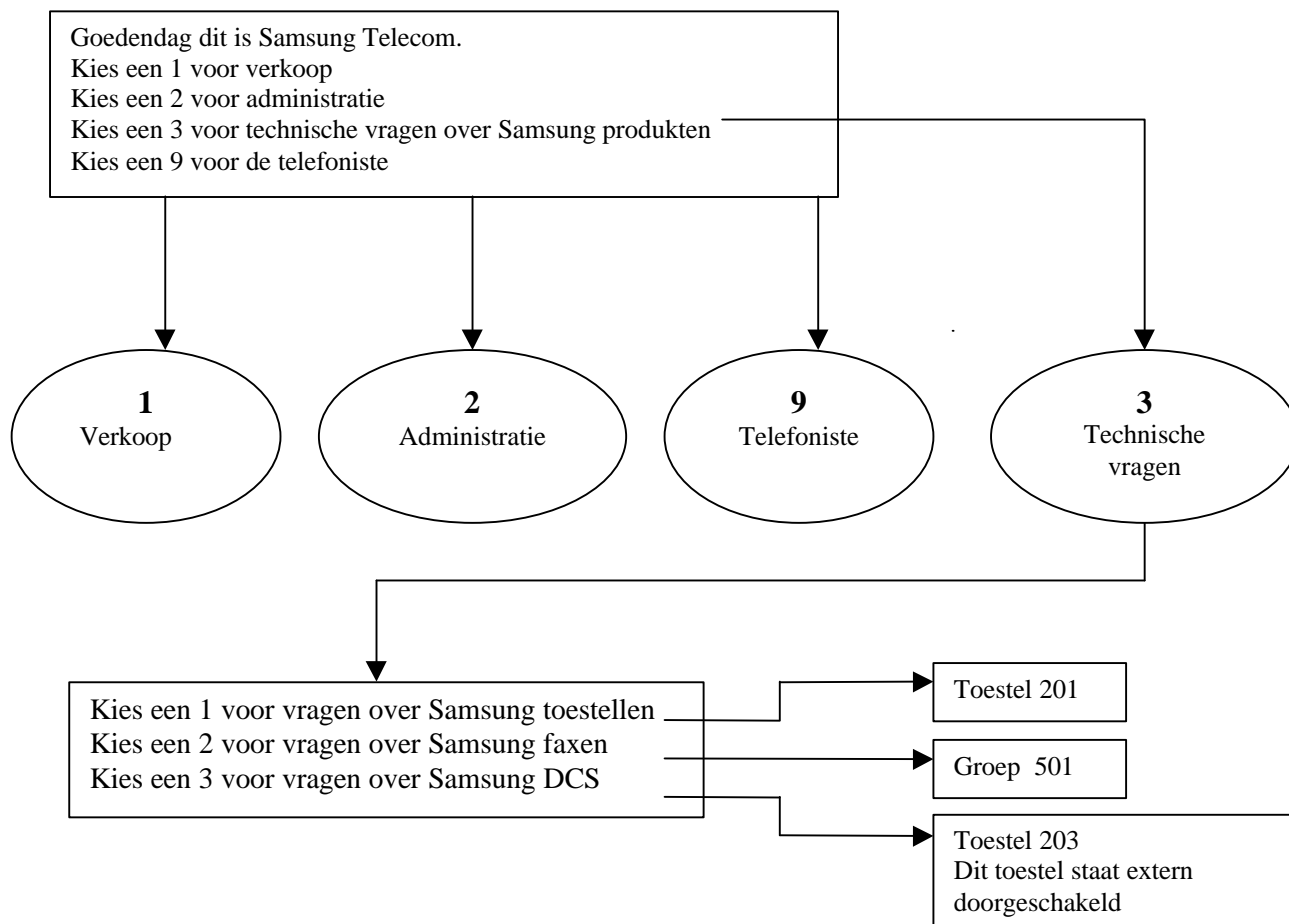 Goedendag dit is Samsung Telecom.
Kies een 1 voor verkoop
Kies een 2 voor administratie
Kies een 3 voor technische vragen over Samsung produkten
Kies een 9 voor de telefoniste
1
Verkoop
2
Administratie
9
Telefoniste
3
Technische
vragen
Kies een 1 voor vragen over Samsung toestellen
Kies een 2 voor vragen over Samsung faxen
Kies een 3 voor vragen over Samsung DCS
Toestel 201
Groep 501
Toestel 203
Dit toestel staat extern
doorgeschakeld